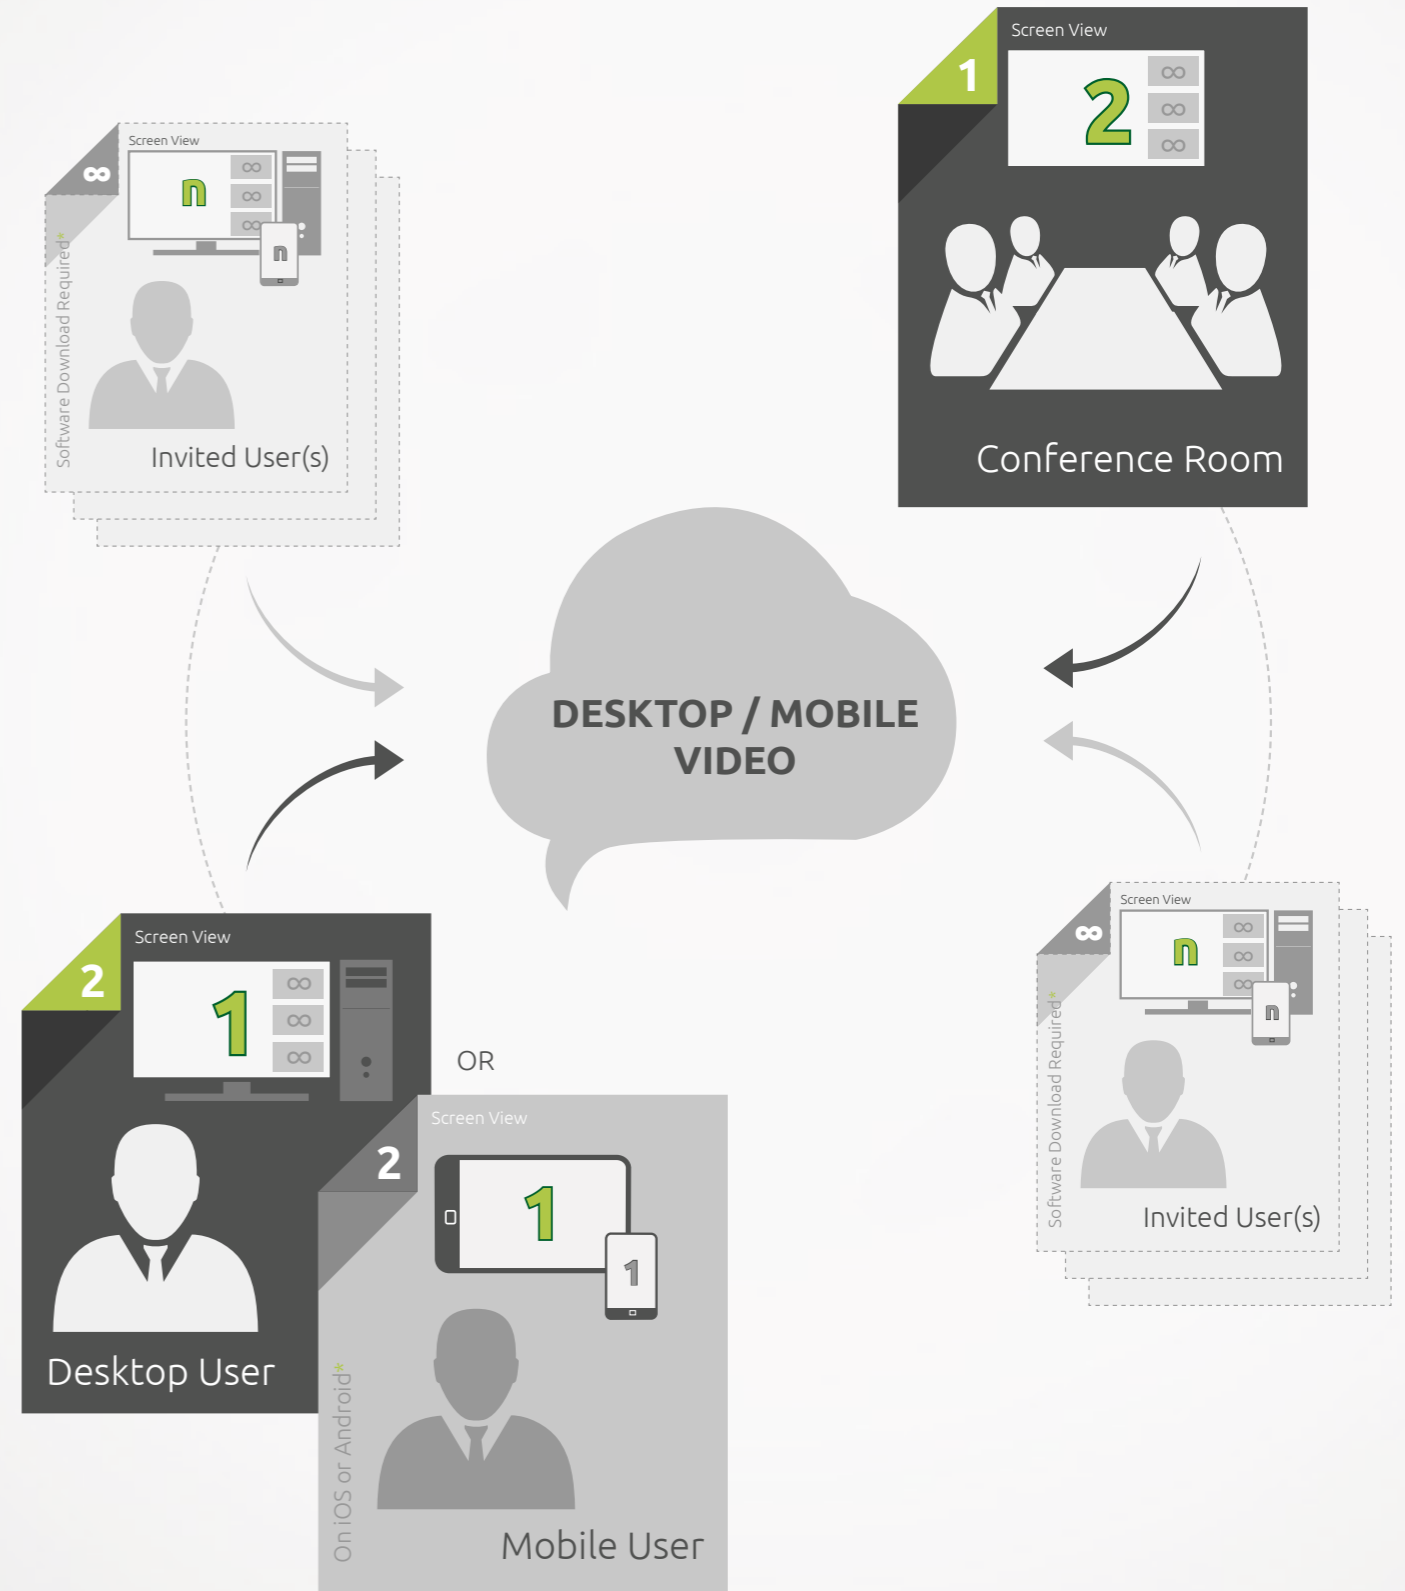 1
Screen View
2
∞
∞
∞
Conference Room
∞
Screen View
n
∞
∞
∞
n
Software Download Required*
Invited User(s)
DESKTOP / MOBILE
VIDEO
2
Screen View
1
∞
∞
∞
Desktop User
OR
2
Screen View
1
1
On iOS or Android*
Mobile User
∞
Screen View
n
∞
∞
∞
n
Software Download Required*
Invited User(s)